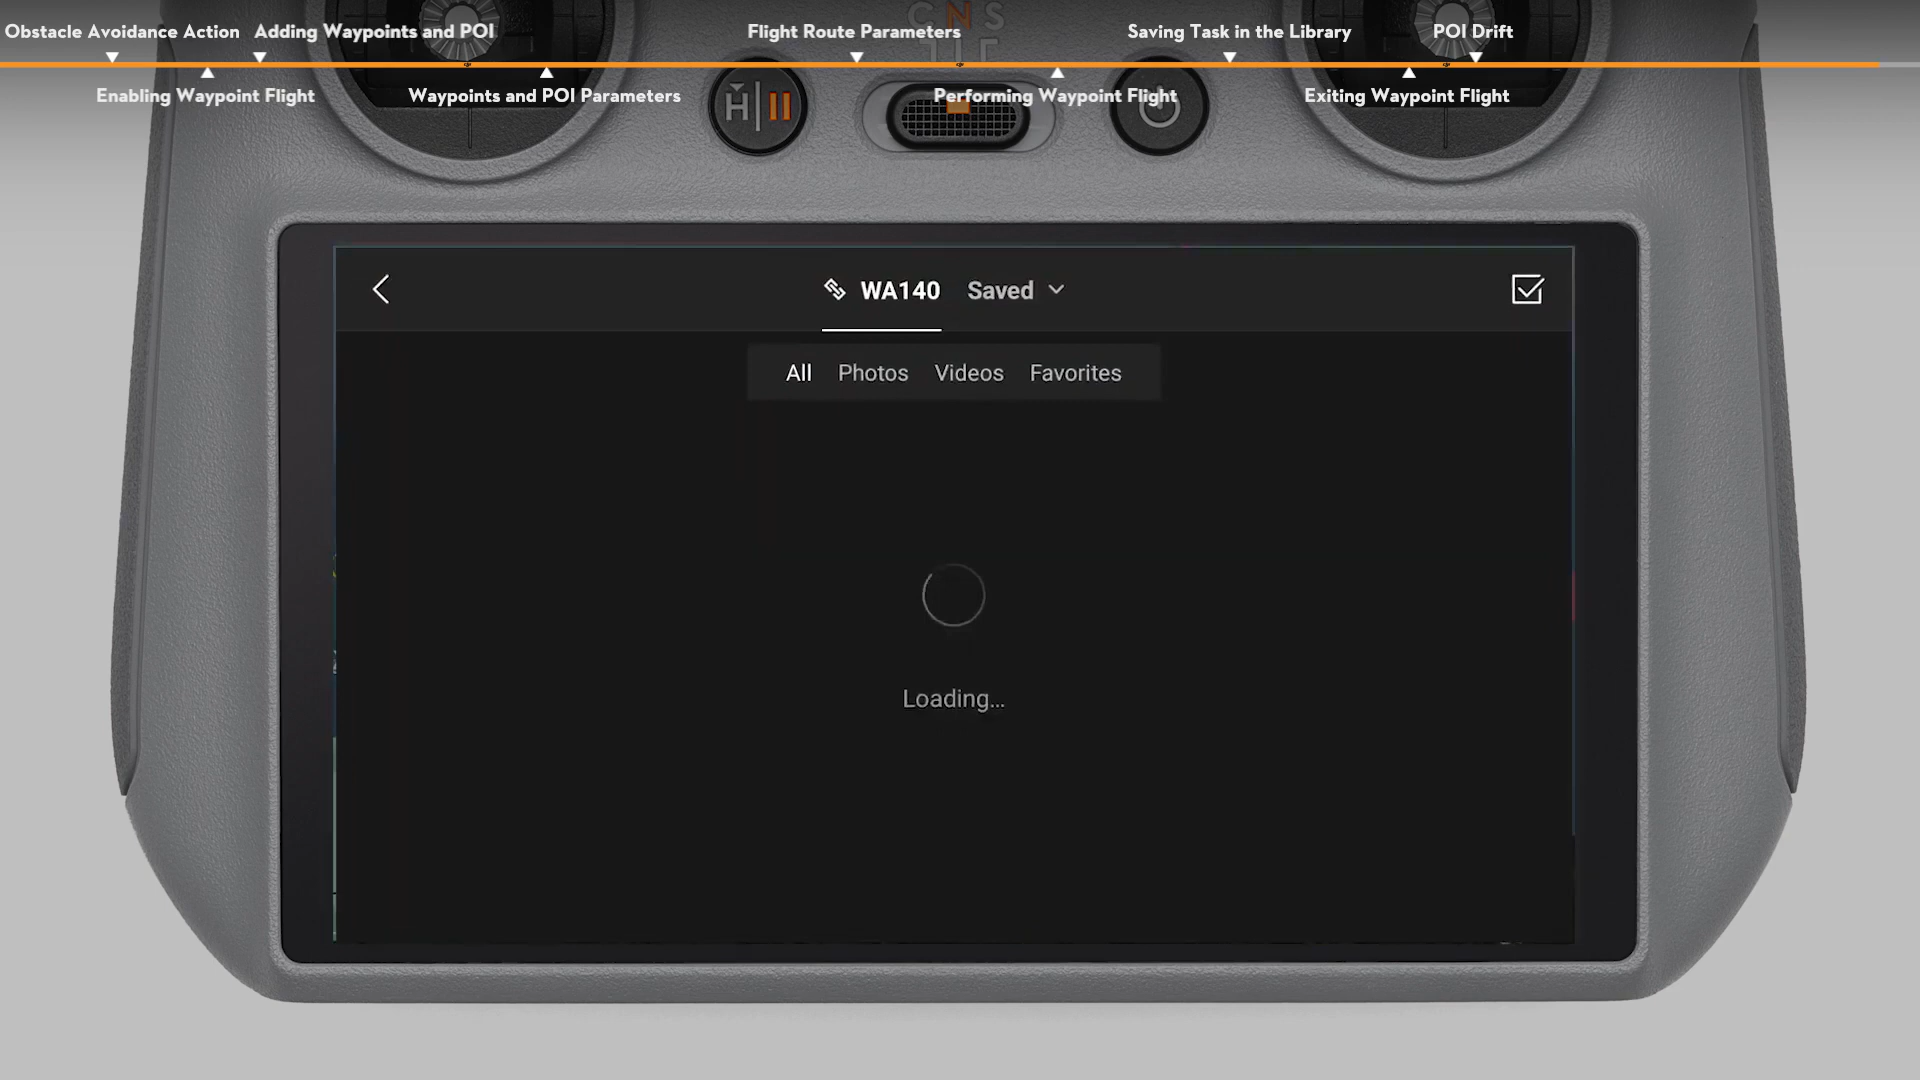 Obstacle Avoidance Action
Adding Waypoints and POI
Flight Route Parameters
Saving Task in the Library
POI Drift
Enabling Waypoint Flight
Waypoints and POI Parameters
Performing Waypoint Flight
Exiting Waypoint Flight
C N S
H
WA140
Saved
All
Photos
Videos
Favorites
Loading...